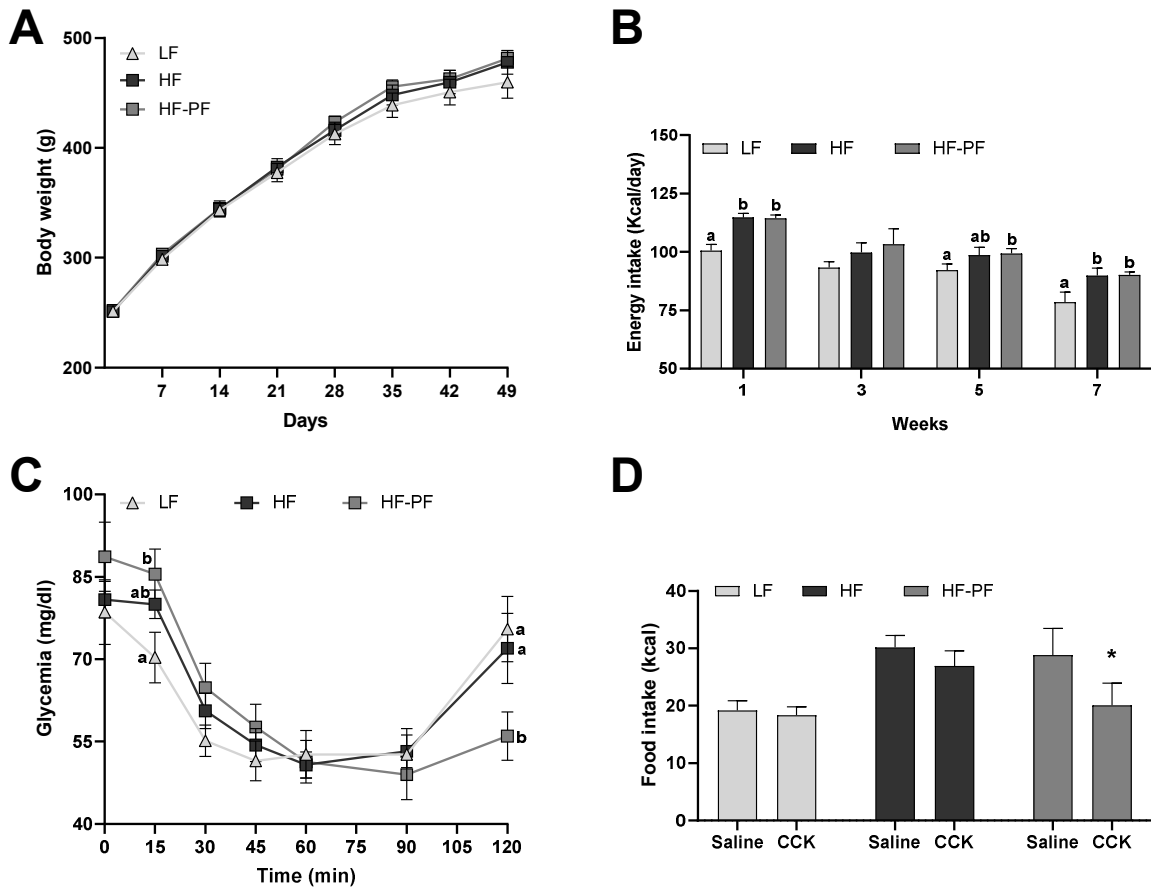 A
500
400
300
200
Body weight (g)
LF
HF
HF-PF
7 14 21 28 35 42 49
Days
B
150
125
100
75
50
Energy intake (Kcal/day)
LF HF HF-PF
a b b
a ab b
a b b
1 3 5 7
Weeks
C
100
85
70
55
40
Glycemia (mg/dl)
LF HF HF-PF
b
ab
a
a
a
b
0 15 30 45 60 75 90 105 120
Time (min)
D
40
30
20
10
0
Food intake (kcal)
LF HF HF-PF
*
Saline CCK Saline CCK Saline CCK